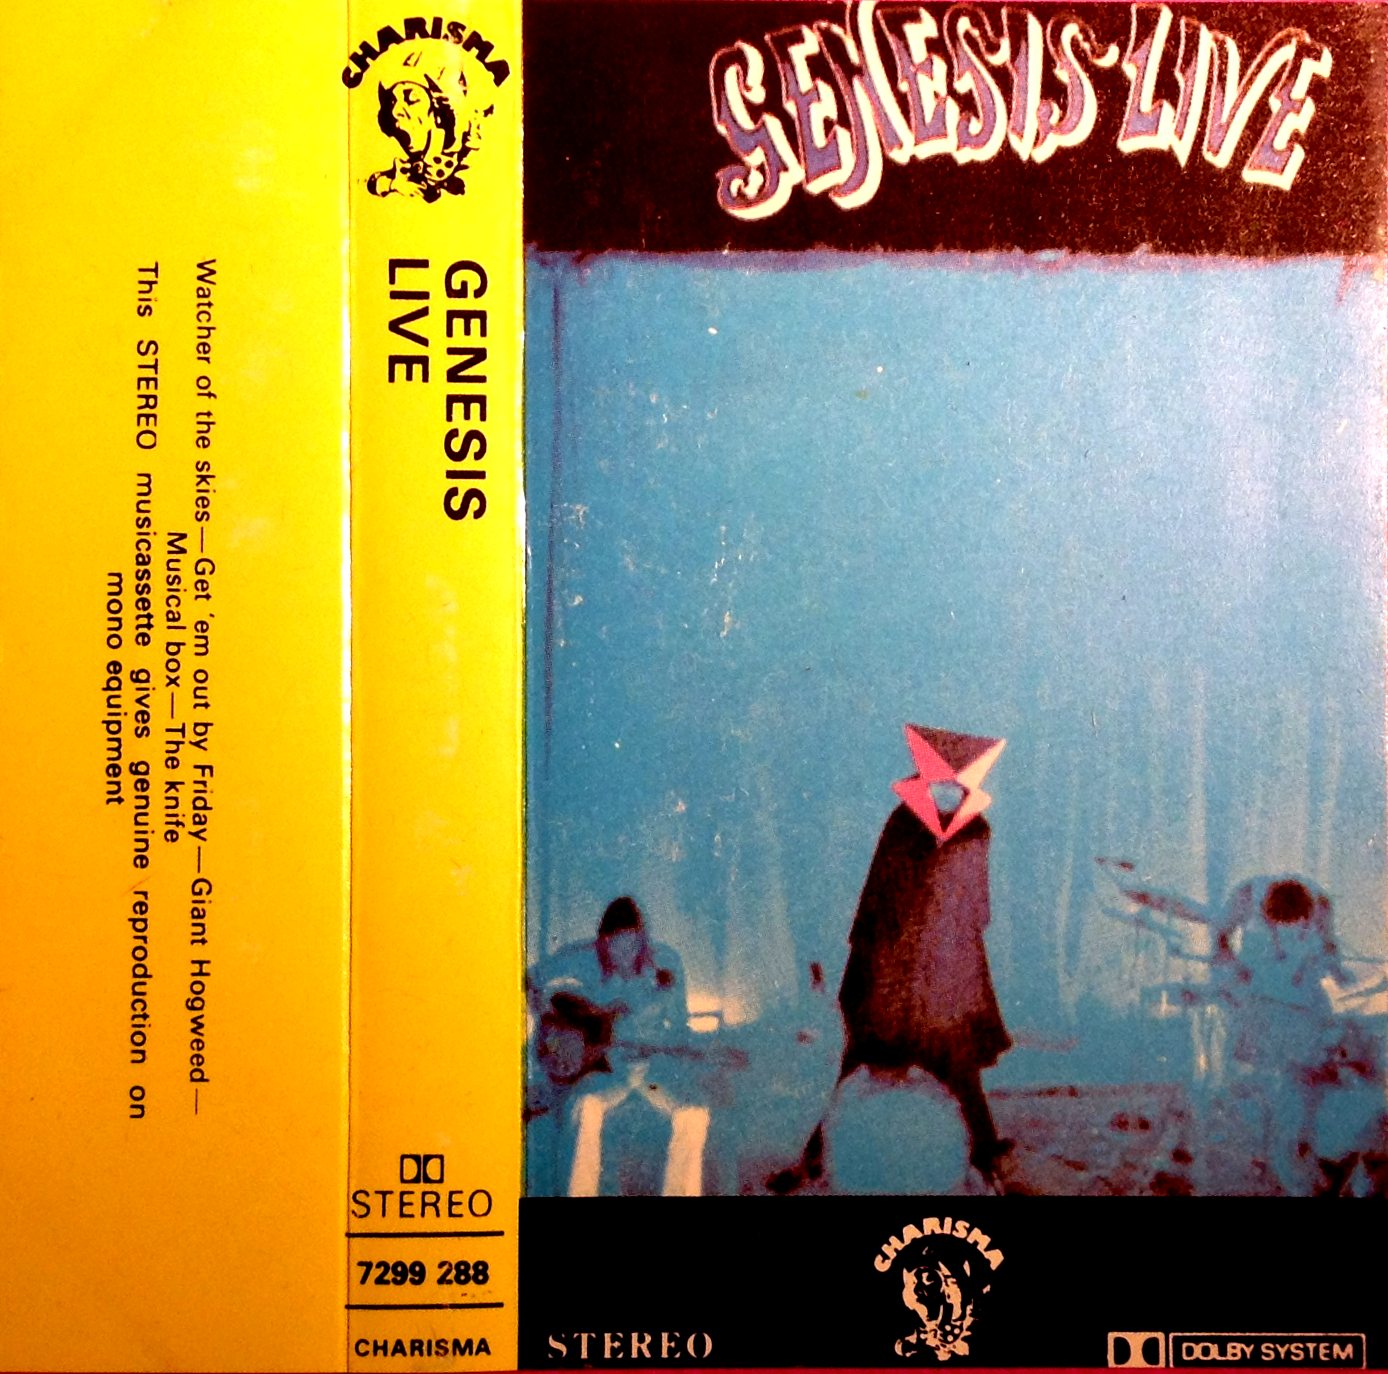 Watcher of the skies—Get 'em out by Friday—Giant Hogweed—
Musical box—The knife
This STEREO musicassette gives genuine reproduction on
mono equipment
CHARISMA
GENESIS
LIVE
STEREO
7299 288
CHARISMA
GENESIS LIVE
CHARISMA
STEREO
DOLBY SYSTEM